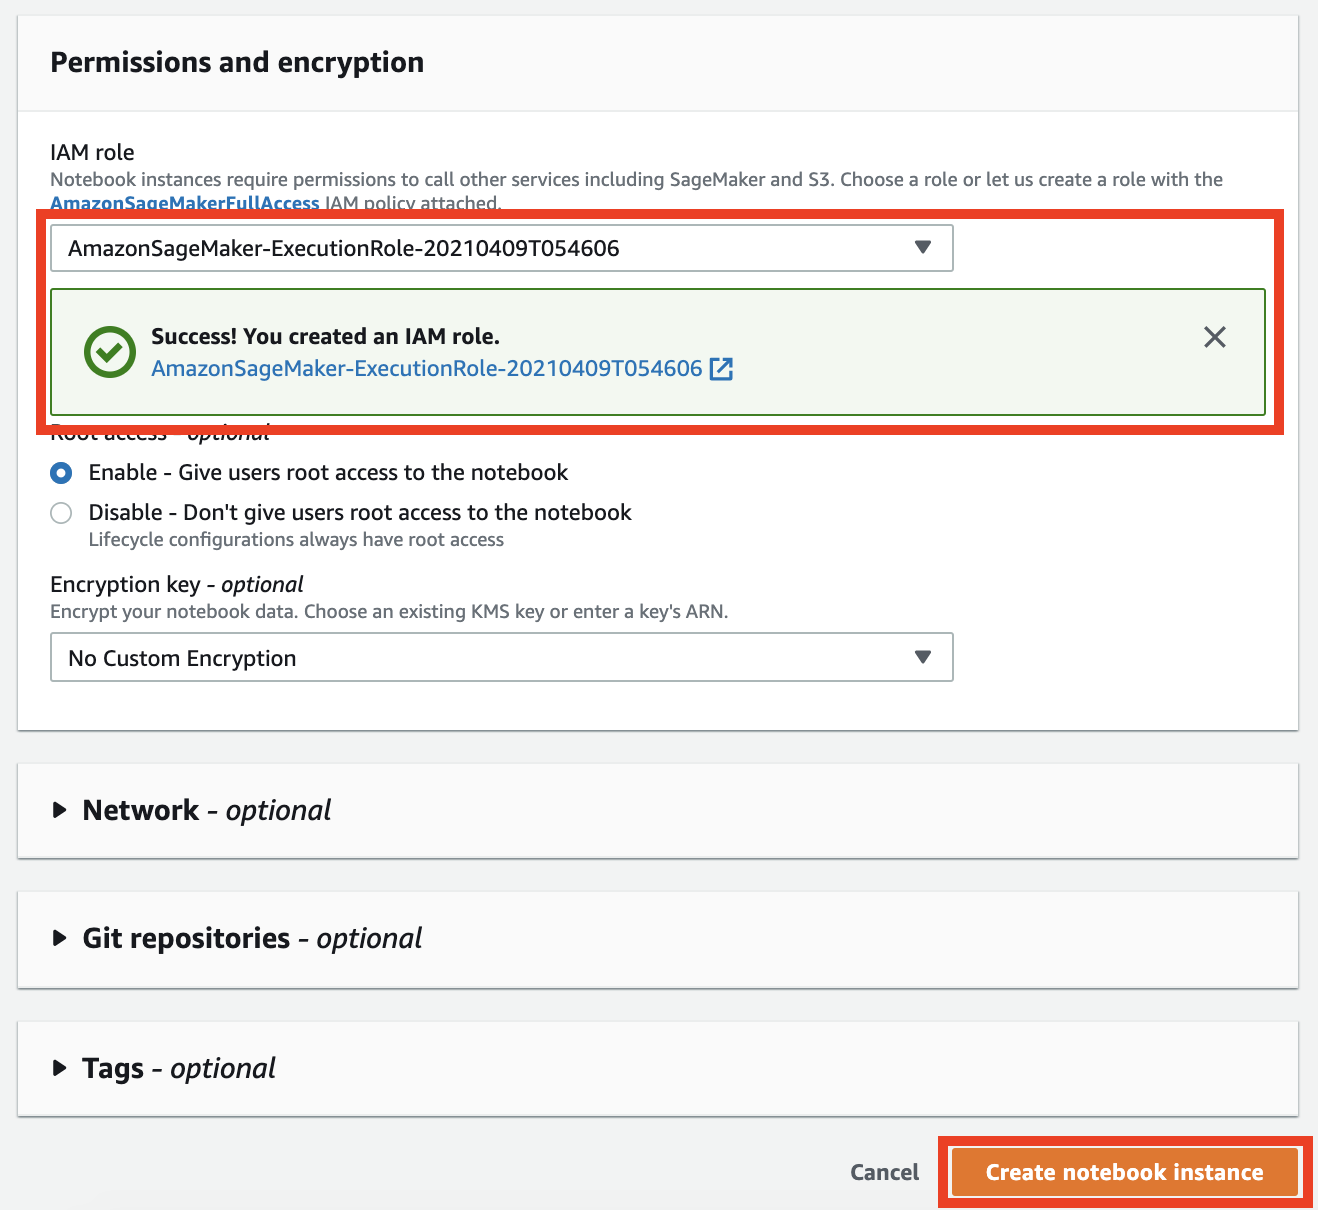 Permissions and encryption
IAM role
Notebook instances require permissions to call other services including SageMaker and S3. Choose a role or let us create a role with the
AmazonSageMakerFullAccess IAM policy attached.
AmazonSageMaker-ExecutionRole-20210409T054606
Success! You created an IAM role.
AmazonSageMaker-ExecutionRole-20210409T054606
Root access - optional
Enable - Give users root access to the notebook
Disable - Don't give users root access to the notebook
Lifecycle configurations always have root access
Encryption key - optional
Encrypt your notebook data. Choose an existing KMS key or enter a key's ARN.
No Custom Encryption
Network - optional
Git repositories - optional
Tags - optional
Cancel
Create notebook instance